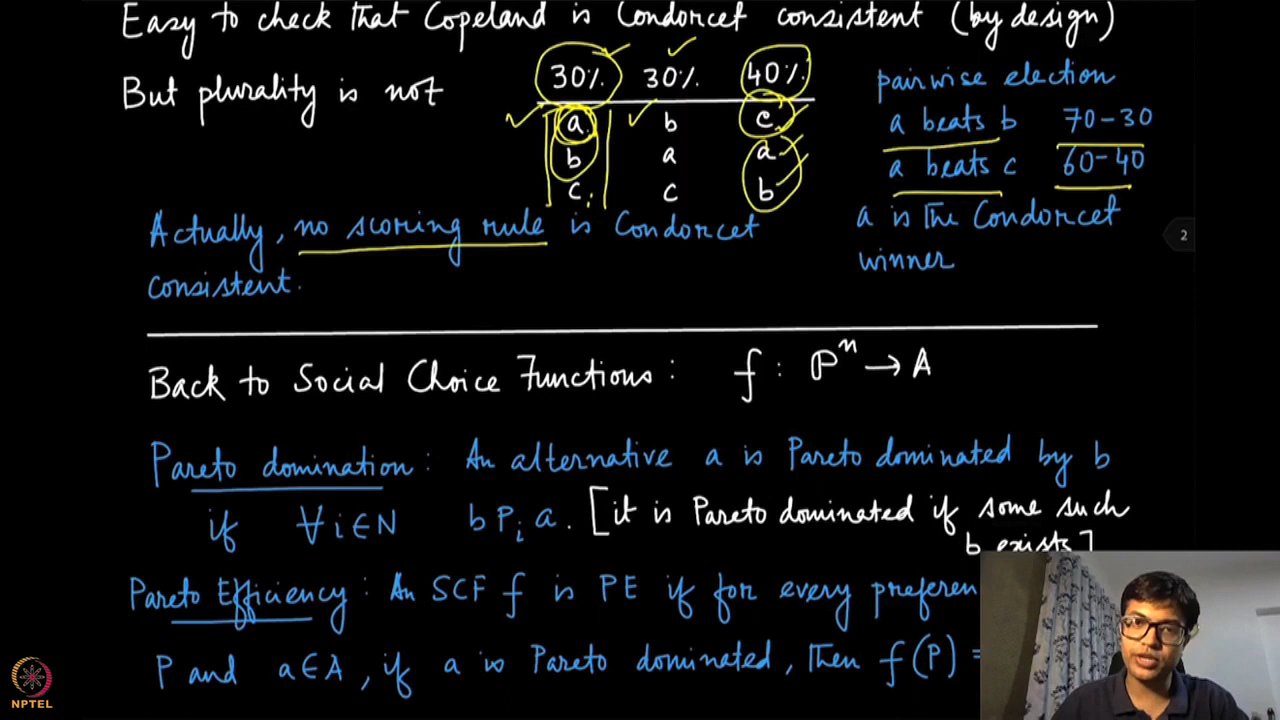 Easy to check that Copeland is Condorcet consistent (by design)
But plurality is not
30% 30% 40%
a b c
b a a
c c b
pairwise election
a beats b 70-30
a beats c 60-40
a is the Condorcet
winner
Actually, no scoring rule is Condorcet
consistent.
2
Back to Social Choice Functions: f: ℙⁿ → A
Pareto domination: An alternative a is Pareto dominated by b
if ∀i∈N b Pᵢ a. [it is Pareto dominated if some such
b exists]
Pareto Efficiency: An SCF f is PE if for every preferen
P and a∈A, if a is Pareto dominated, then f(P) =
NPTEL